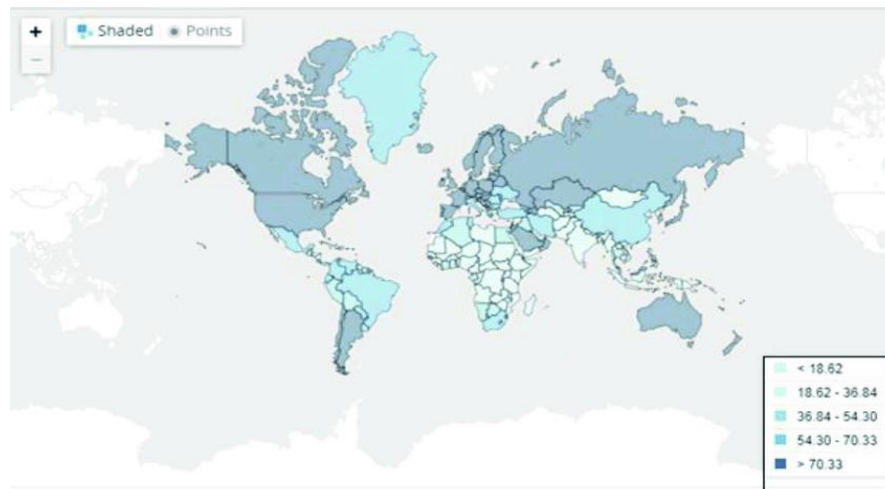 +
Shaded Points
−
< 18.62
18.62 - 36.84
36.84 - 54.30
54.30 - 70.33
> 70.33